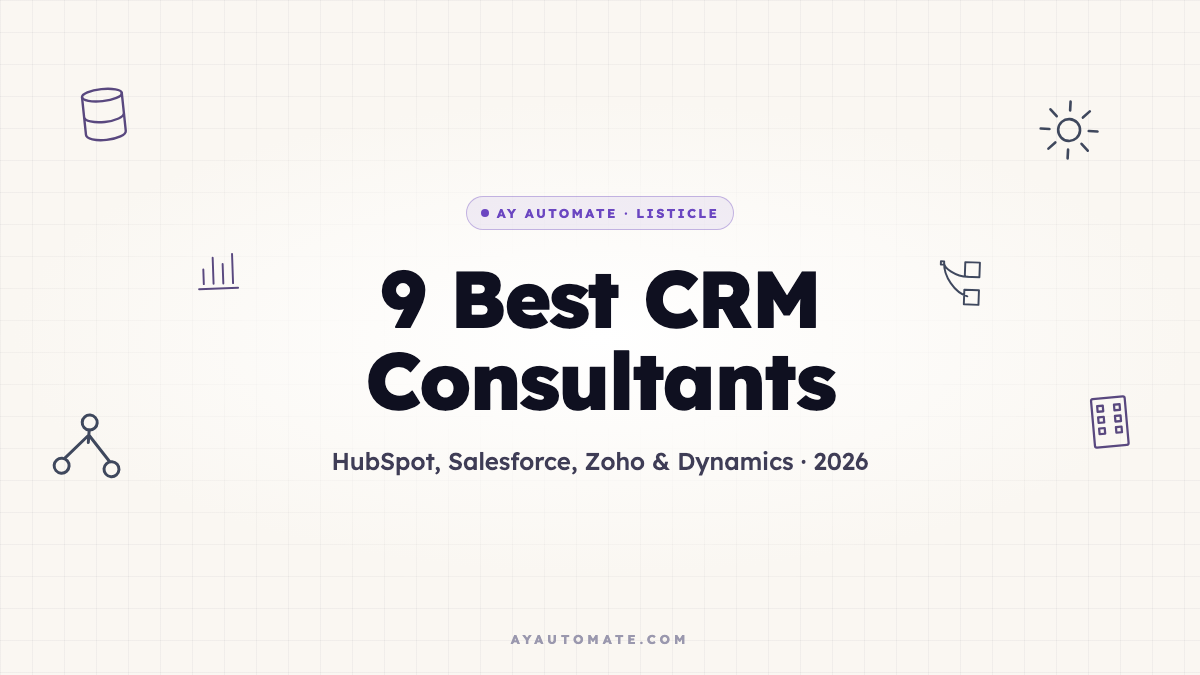 AY AUTOMATE · LISTICLE
9 Best CRM
Consultants
HubSpot, Salesforce, Zoho & Dynamics · 2026
AYAUTOMATE.COM